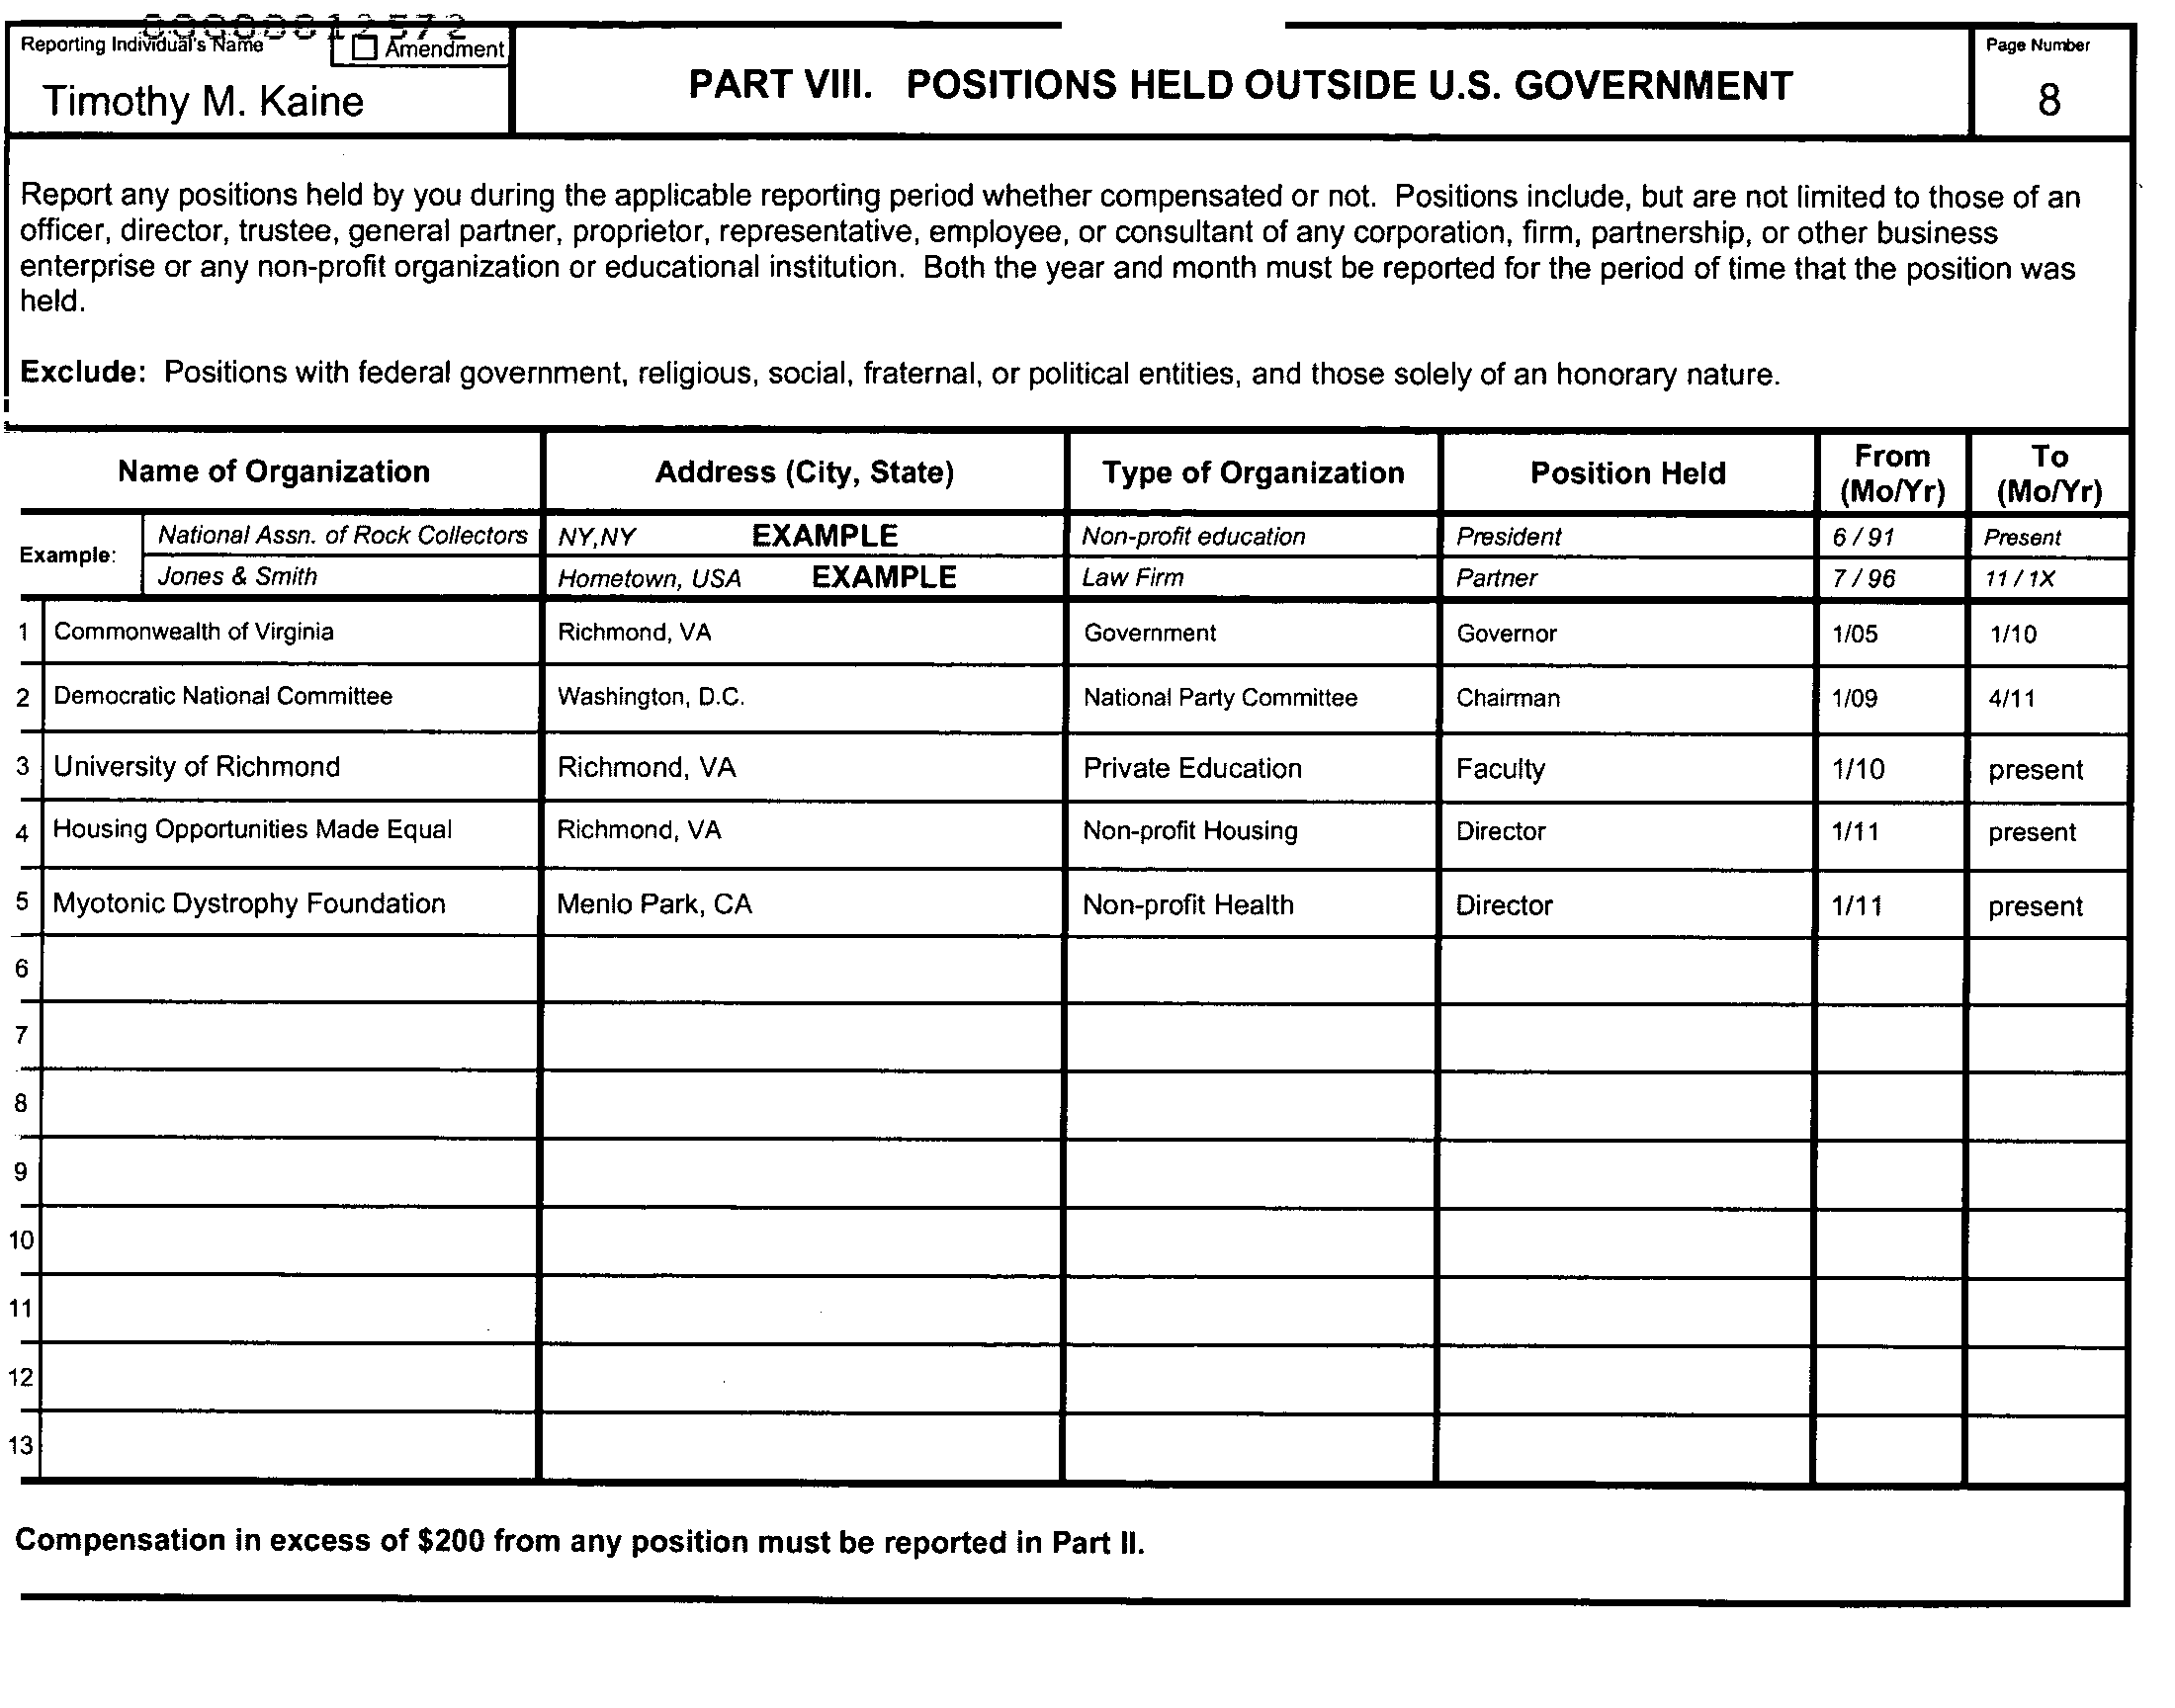 00000812572
Reporting Individual's Name
Amendment
Timothy M. Kaine
PART VIII. POSITIONS HELD OUTSIDE U.S. GOVERNMENT
Page Number
8
Report any positions held by you during the applicable reporting period whether compensated or not. Positions include, but are not limited to those of an
officer, director, trustee, general partner, proprietor, representative, employee, or consultant of any corporation, firm, partnership, or other business
enterprise or any non-profit organization or educational institution. Both the year and month must be reported for the period of time that the position was
held.
Exclude: Positions with federal government, religious, social, fraternal, or political entities, and those solely of an honorary nature.
Name of Organization Address (City, State) Type of Organization Position Held From (Mo/Yr) To (Mo/Yr)
Example: National Assn. of Rock Collectors NY,NY EXAMPLE Non-profit education President 6 / 91 Present
Jones & Smith Hometown, USA EXAMPLE Law Firm Partner 7 / 96 11 / 1X
1 Commonwealth of Virginia Richmond, VA Government Governor 1/05 1/10
2 Democratic National Committee Washington, D.C. National Party Committee Chairman 1/09 4/11
3 University of Richmond Richmond, VA Private Education Faculty 1/10 present
4 Housing Opportunities Made Equal Richmond, VA Non-profit Housing Director 1/11 present
5 Myotonic Dystrophy Foundation Menlo Park, CA Non-profit Health Director 1/11 present
6
7
8
9
10
11
12
13
Compensation in excess of $200 from any position must be reported in Part II.